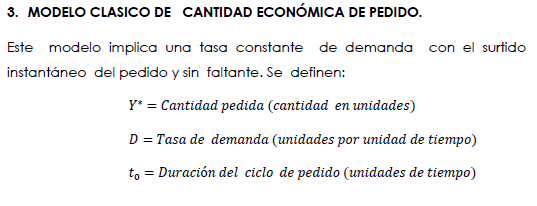 3. MODELO CLASICO DE CANTIDAD ECONÓMICA DE PEDIDO.
Este modelo implica una tasa constante de demanda con el surtido
instantáneo del pedido y sin faltante. Se definen:
Y* = Cantidad pedida (cantidad en unidades)
D = Tasa de demanda (unidades por unidad de tiempo)
t₀ = Duración del ciclo de pedido (unidades de tiempo)